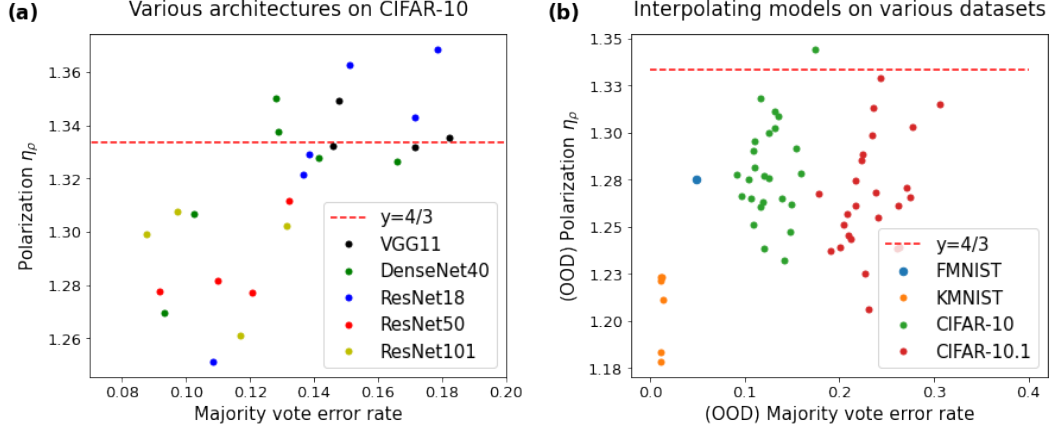 (a) Various architectures on CIFAR-10
Polarization ηρ
1.36
1.34
1.32
1.30
1.28
1.26
y=4/3
VGG11
DenseNet40
ResNet18
ResNet50
ResNet101
0.08 0.10 0.12 0.14 0.16 0.18 0.20
Majority vote error rate
(b) Interpolating models on various datasets
(OOD) Polarization ηρ
1.35
1.33
1.30
1.28
1.25
1.23
1.20
1.18
y=4/3
FMNIST
KMNIST
CIFAR-10
CIFAR-10.1
0.0 0.1 0.2 0.3 0.4
(OOD) Majority vote error rate